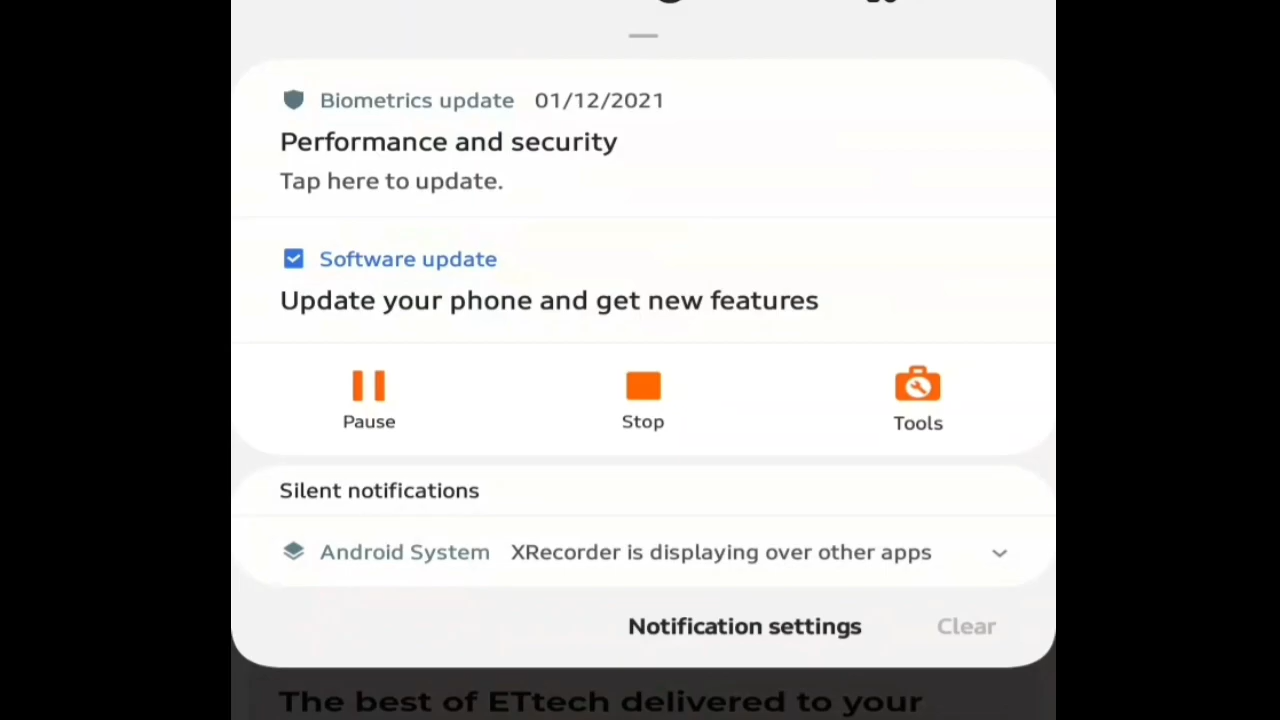 Biometrics update 01/12/2021
Performance and security
Tap here to update.
Software update
Update your phone and get new features
Pause Stop Tools
Silent notifications
Android System XRecorder is displaying over other apps
Notification settings Clear
The best of ETtech delivered to your